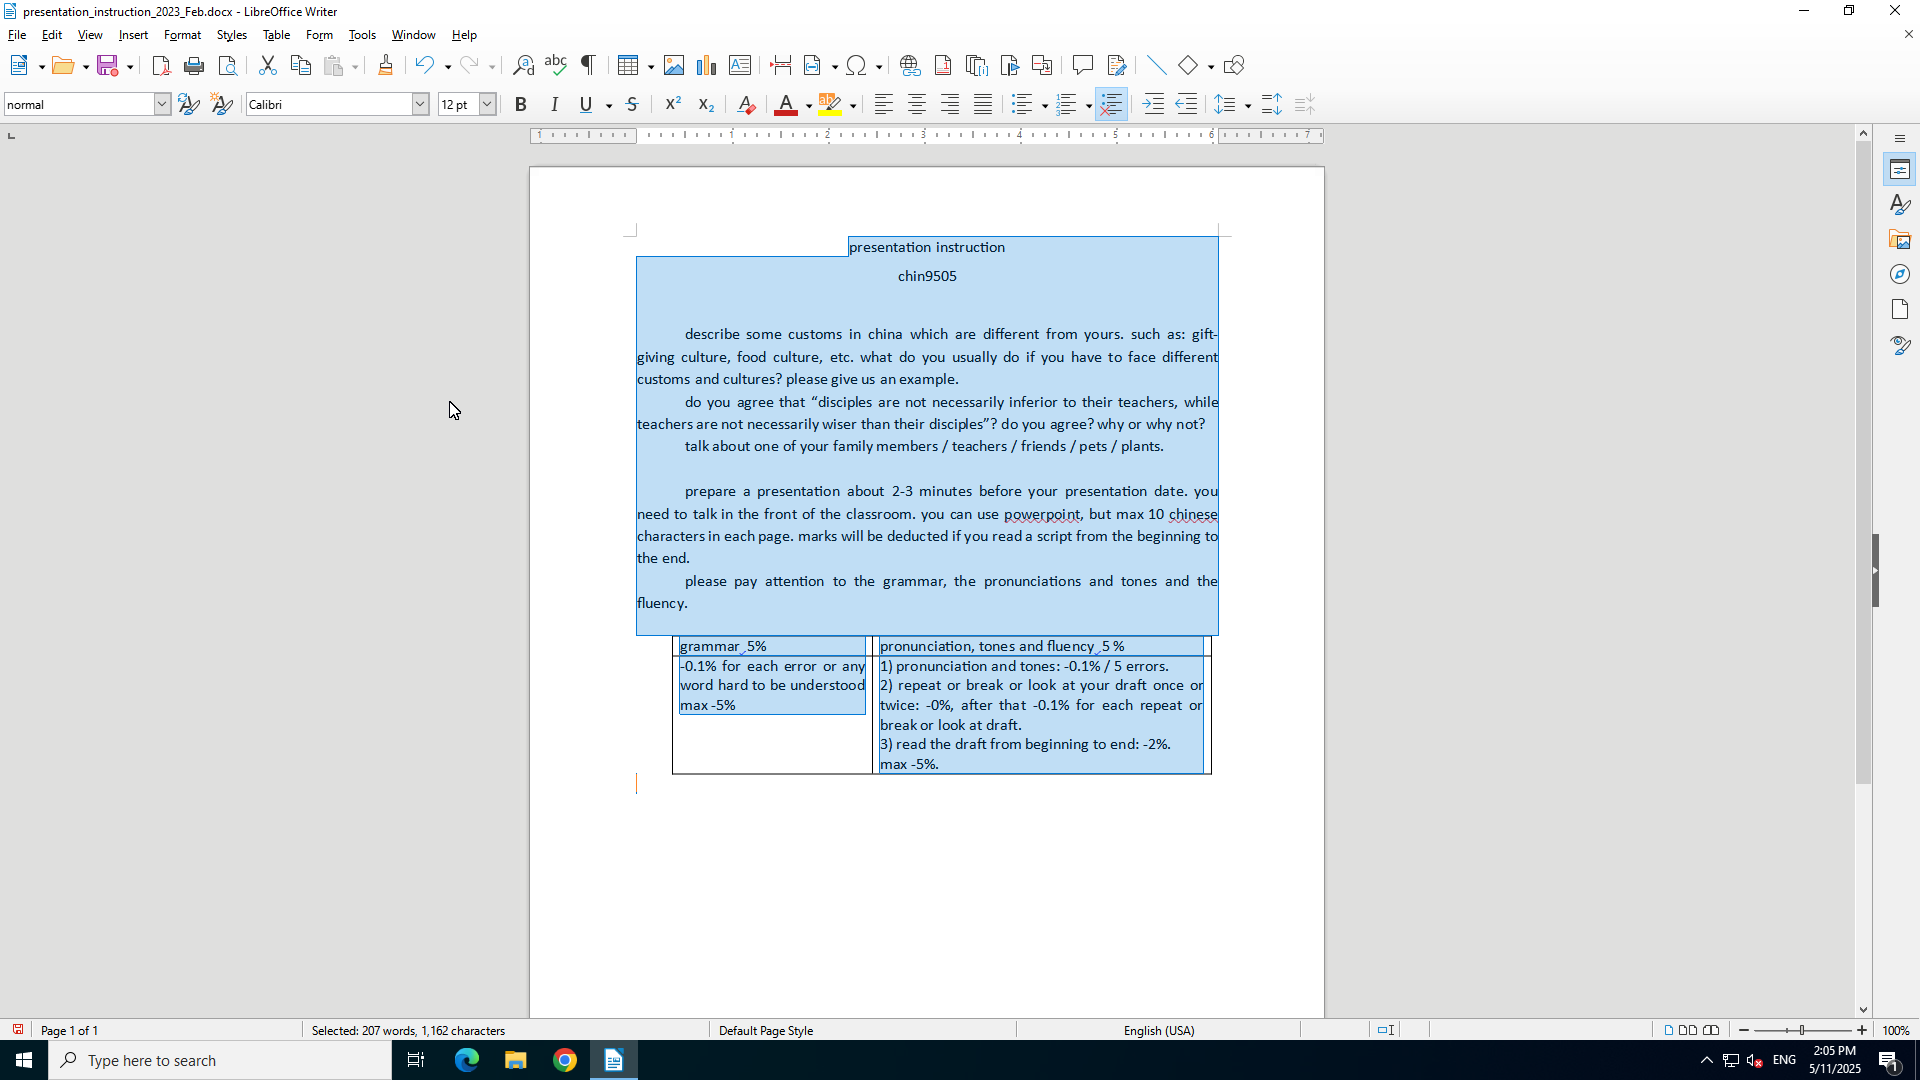 presentation_instruction_2023_Feb.docx - LibreOffice Writer
File Edit View Insert Format Styles Table Form Tools Window Help
normal Calibri 12 pt
1 1 2 3 4 5 6 7
presentation instruction
chin9505
describe some customs in china which are different from yours. such as: gift-
giving culture, food culture, etc. what do you usually do if you have to face different
customs and cultures? please give us an example.
do you agree that “disciples are not necessarily inferior to their teachers, while
teachers are not necessarily wiser than their disciples”? do you agree? why or why not?
talk about one of your family members / teachers / friends / pets / plants.
prepare a presentation about 2-3 minutes before your presentation date. you
need to talk in the front of the classroom. you can use powerpoint, but max 10 chinese
characters in each page. marks will be deducted if you read a script from the beginning to
the end.
please pay attention to the grammar, the pronunciations and tones and the
fluency.
grammar 5% pronunciation, tones and fluency 5 %
-0.1% for each error or any
word hard to be understood
max -5%
1) pronunciation and tones: -0.1% / 5 errors.
2) repeat or break or look at your draft once or
twice: -0%, after that -0.1% for each repeat or
break or look at draft.
3) read the draft from beginning to end: -2%.
max -5%.
Page 1 of 1 Selected: 207 words, 1,162 characters Default Page Style English (USA) 100%
Type here to search ENG 2:05 PM
5/11/2025
1